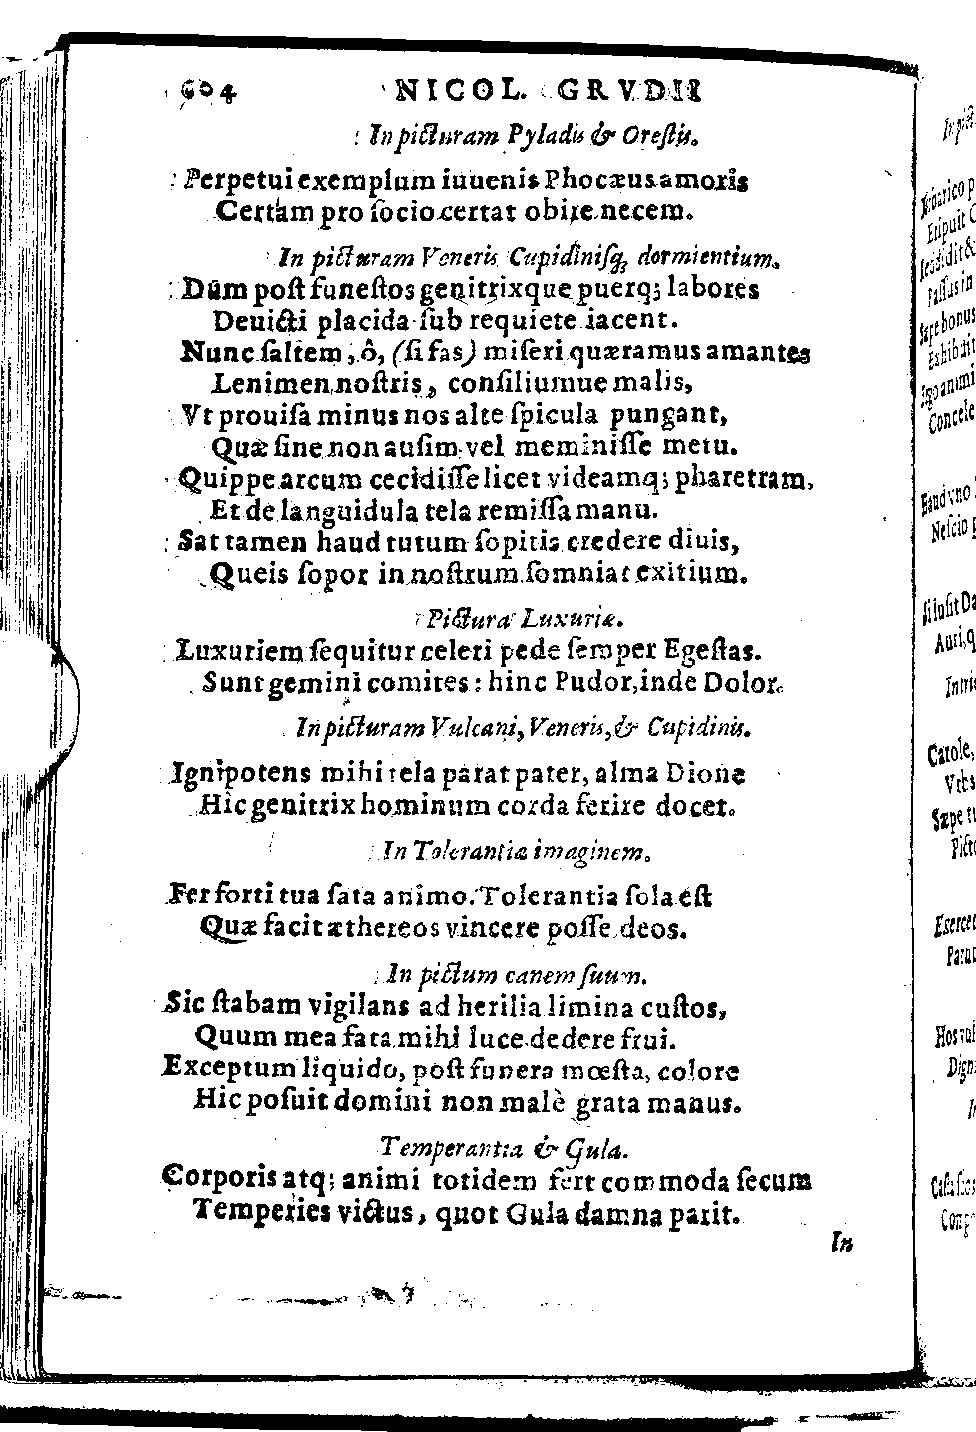 604 NICOL. GRVDII
In picturam Pyladis & Orestis.
Perpetui exemplum iuuenis Phocæus amoris
Certam pro ſocio certat obire necem.
In picturam Veneris Cupidiniſq; dormientium.
Dum poſt funeſtos genitrixque puerq; labores
Deuicti placida ſub requiete iacent.
Nunc ſaltem, ô, (ſi fas) miſeri quæramus amantes
Lenimen noſtris, conſiliumue malis,
Vt prouiſa minus nos alte ſpicula pungant,
Quæ ſine non auſim vel meminiſſe metu.
Quippe arcum cecidiſſe licet videamq; pharetram,
Et de languidula tela remiſſa manu.
Sat tamen haud tutum ſopitis credere diuis,
Queis ſopor in noſtrum ſomniat exitium.
Pictura Luxuriæ.
Luxuriem ſequitur celeri pede ſemper Egeſtas.
Sunt gemini comites: hinc Pudor, inde Dolor.
In picturam Vulcani, Veneris, & Cupidinis.
Ignipotens mihi tela parat pater, alma Dione
Hic genitrix hominum corda ferire docet.
In Tolerantiæ imaginem.
Fer forti tua fata animo. Tolerantia ſola eſt
Quæ facit æthereos vincere poſſe deos.
In pictum canem ſuum.
Sic ſtabam vigilans ad herilia limina cuſtos,
Quum mea fata mihi luce dedere frui.
Exceptum liquido, poſt funera mœſta, colore
Hic poſuit domini non malè grata manus.
Temperantia & Gula.
Corporis atq; animi totidem fert commoda ſecum
Temperies victus, quot Gula damna parit.
In